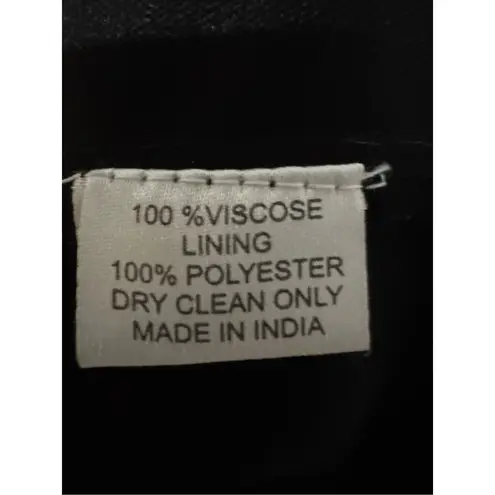 100 %VISCOSE
LINING
100% POLYESTER
DRY CLEAN ONLY
MADE IN INDIA